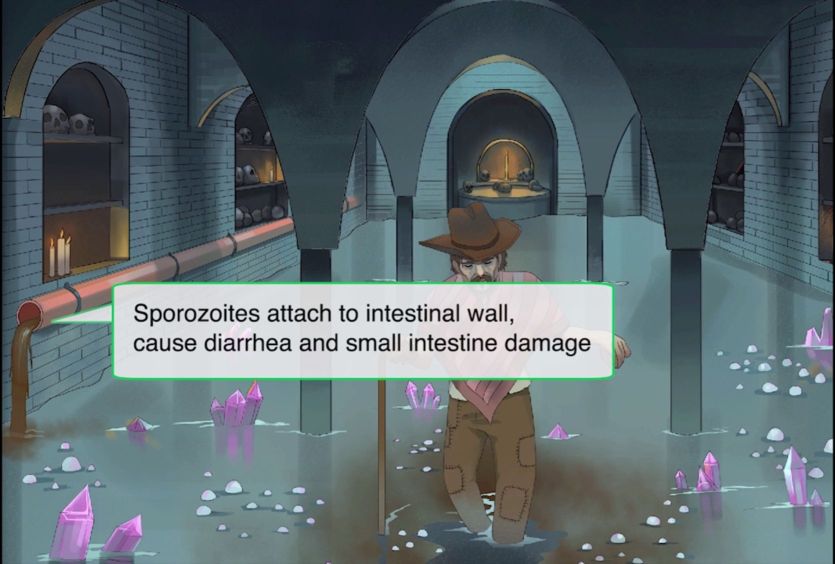 Sporozoites attach to intestinal wall,
cause diarrhea and small intestine damage